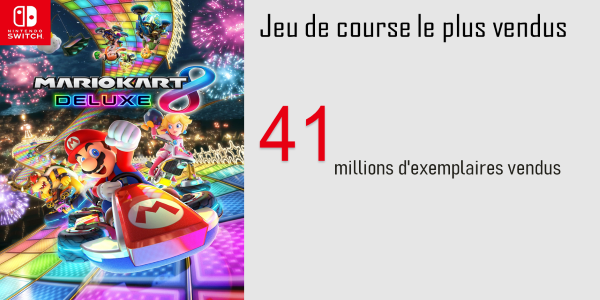 NINTENDO
SWITCH
MARIOKART 8
DELUXE
M
M
Jeu de course le plus vendus
41
millions d'exemplaires vendus